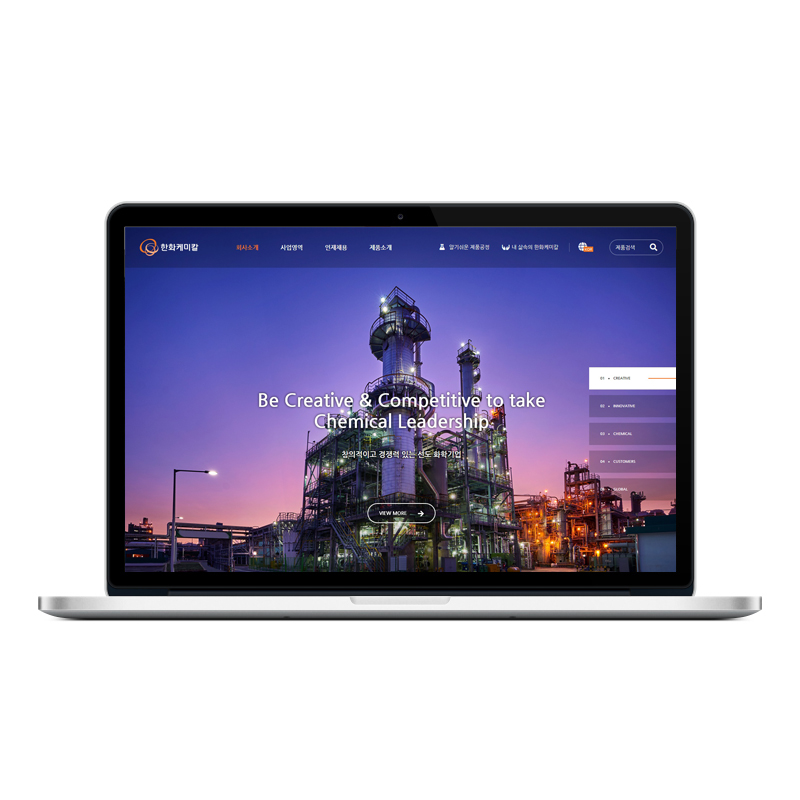 한화케미칼
회사소개
사업영역
인재채용
제품소개
알기쉬운 제품공정
내 삶속의 한화케미칼
제품검색
Be Creative & Competitive to take
Chemical Leadership.
창의적이고 경쟁력 있는 선도 화학기업
VIEW MORE
01 • CREATIVE
02 • INNOVATIVE
03 • CHEMICAL
04 • CUSTOMERS
GLOBAL